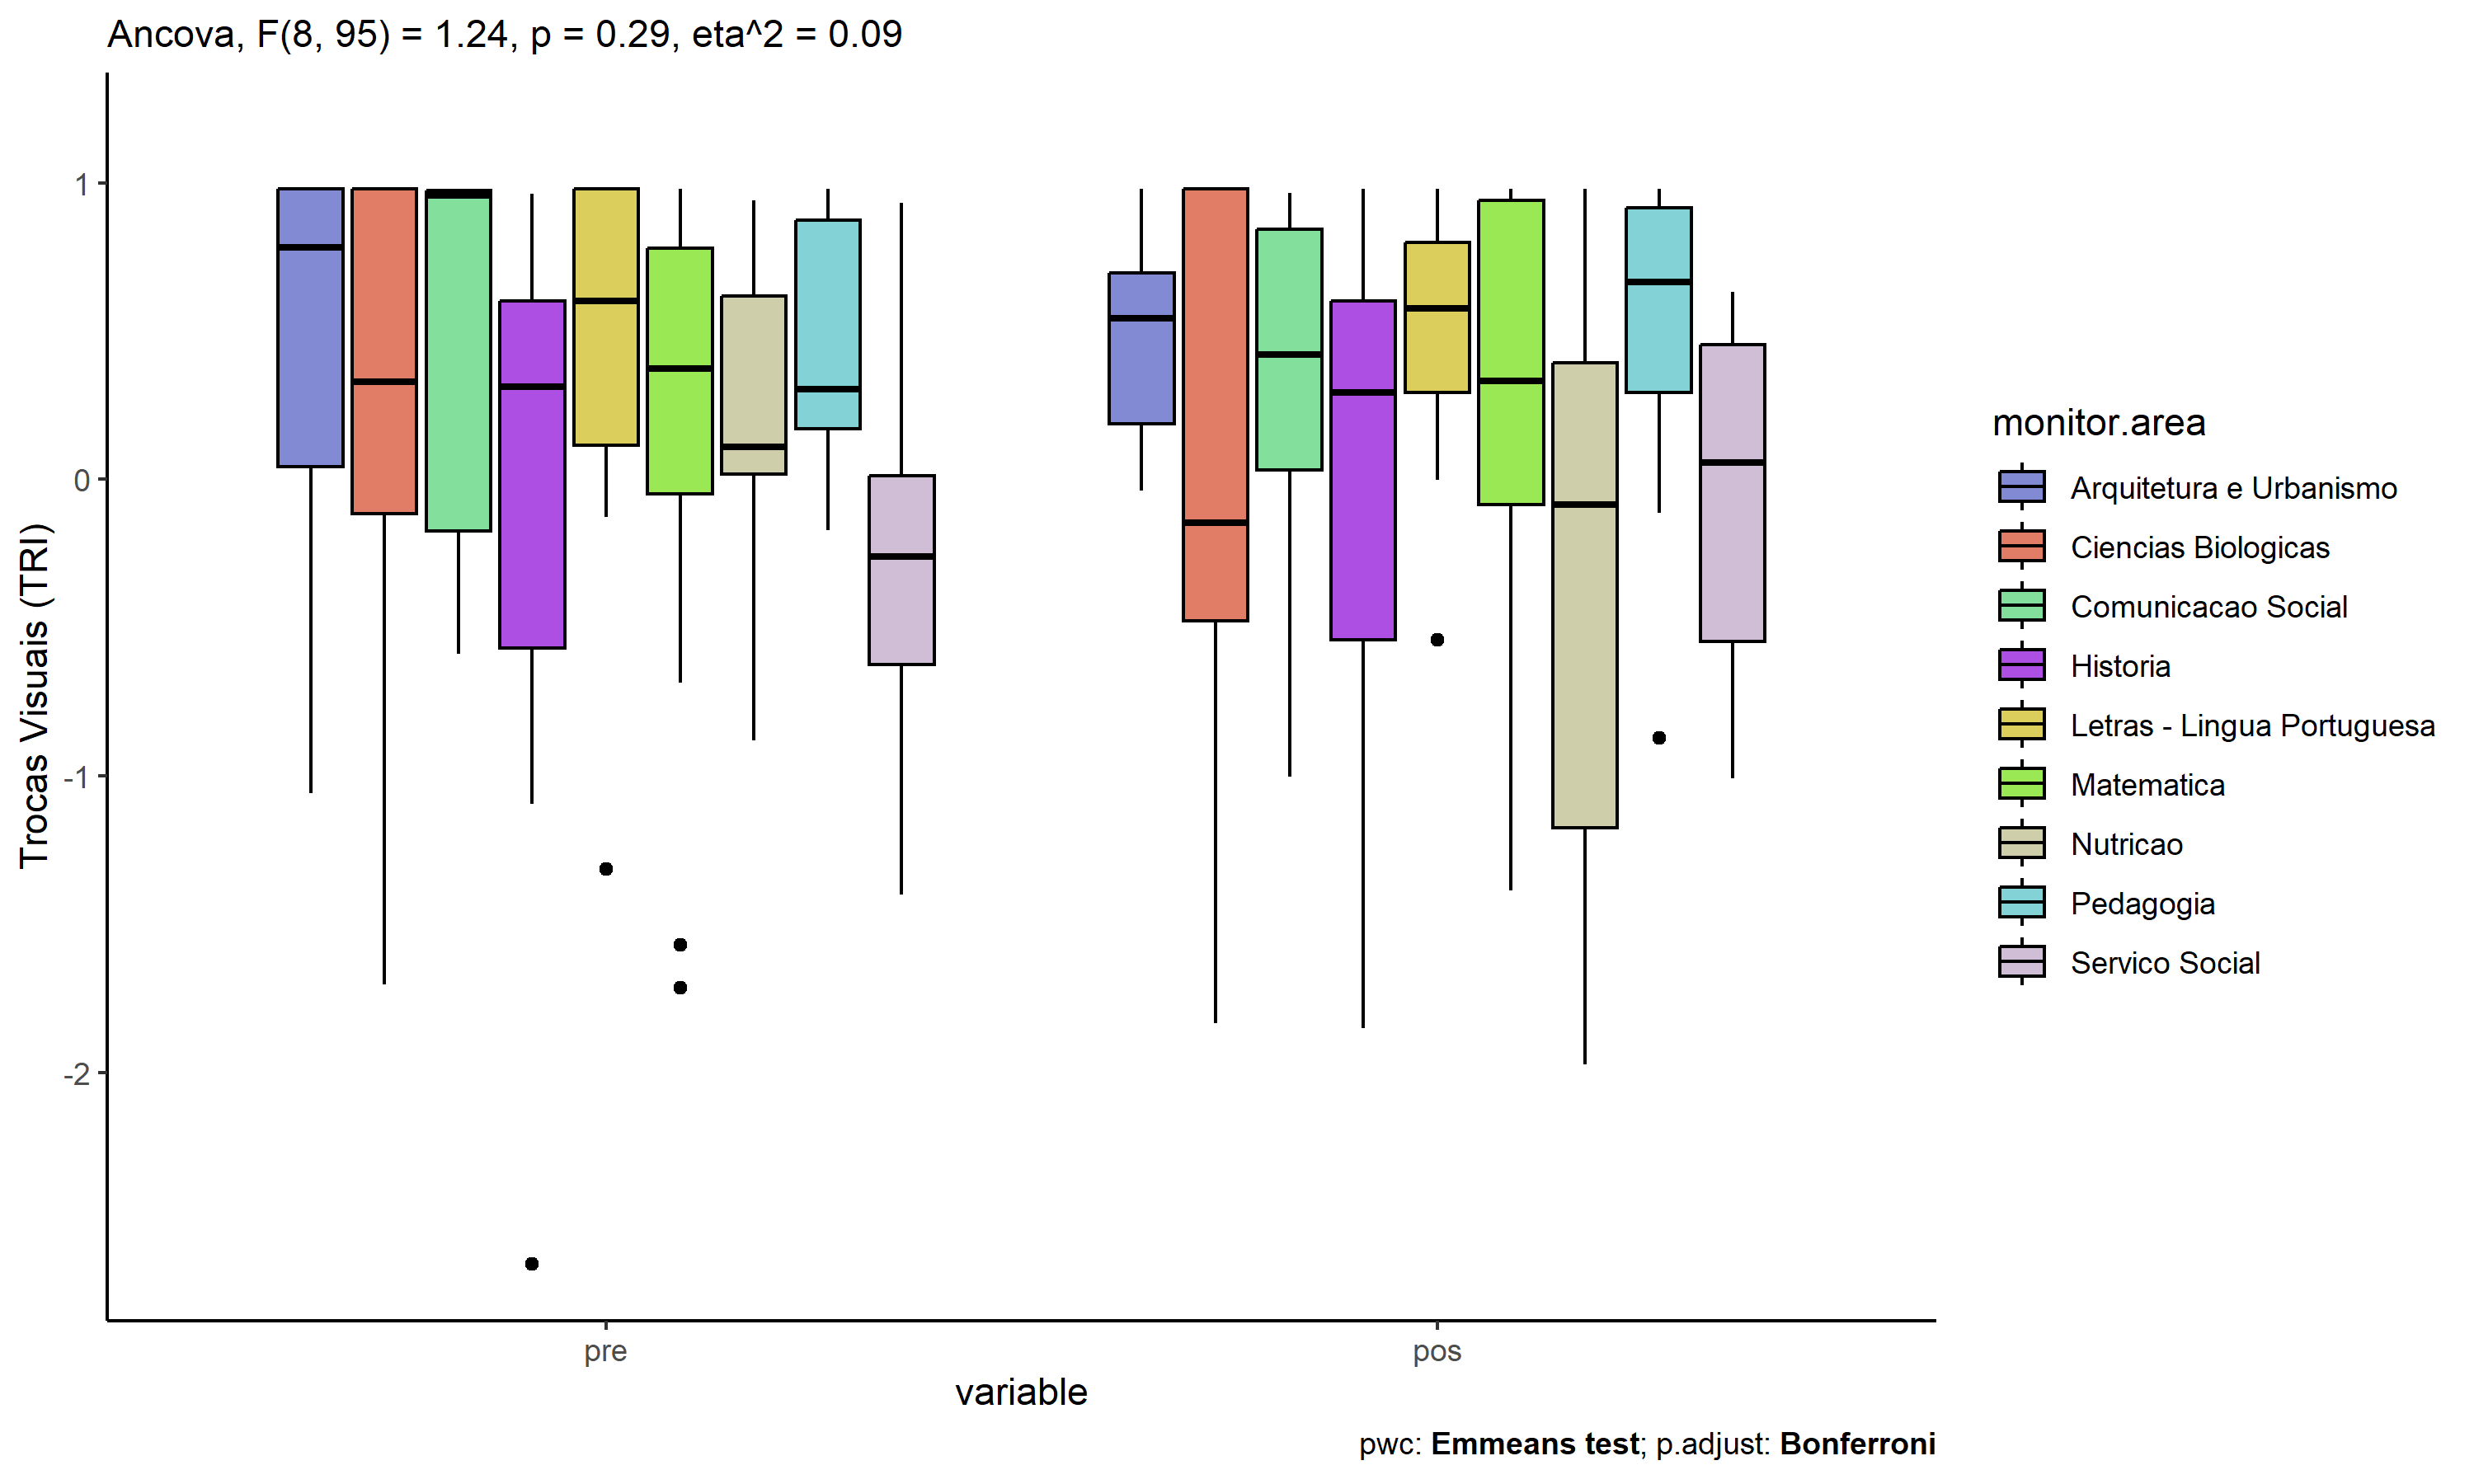 Ancova, F(8, 95) = 1.24, p = 0.29, eta^2 = 0.09
Trocas Visuais (TRI)
1
0
-1
-2
pre
pos
variable
monitor.area
Arquitetura e Urbanismo
Ciencias Biologicas
Comunicacao Social
Historia
Letras - Lingua Portuguesa
Matematica
Nutricao
Pedagogia
Servico Social
pwc: Emmeans test; p.adjust: Bonferroni